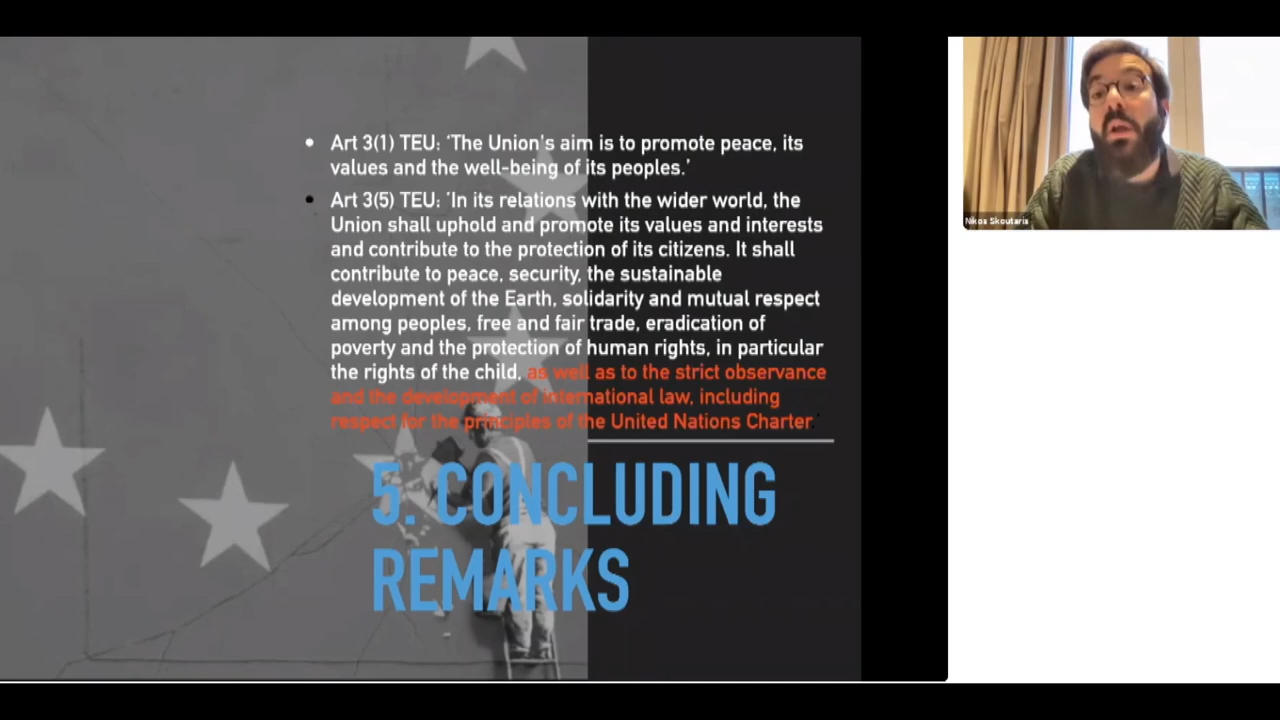 • Art 3(1) TEU: 'The Union's aim is to promote peace, its
values and the well-being of its peoples.'
• Art 3(5) TEU: 'In its relations with the wider world, the
Union shall uphold and promote its values and interests
and contribute to the protection of its citizens. It shall
contribute to peace, security, the sustainable
development of the Earth, solidarity and mutual respect
among peoples, free and fair trade, eradication of
poverty and the protection of human rights, in particular
the rights of the child, as well as to the strict observance
and the development of international law, including
respect for the principles of the United Nations Charter.'
5. CONCLUDING
REMARKS
Nikos Skoutaris